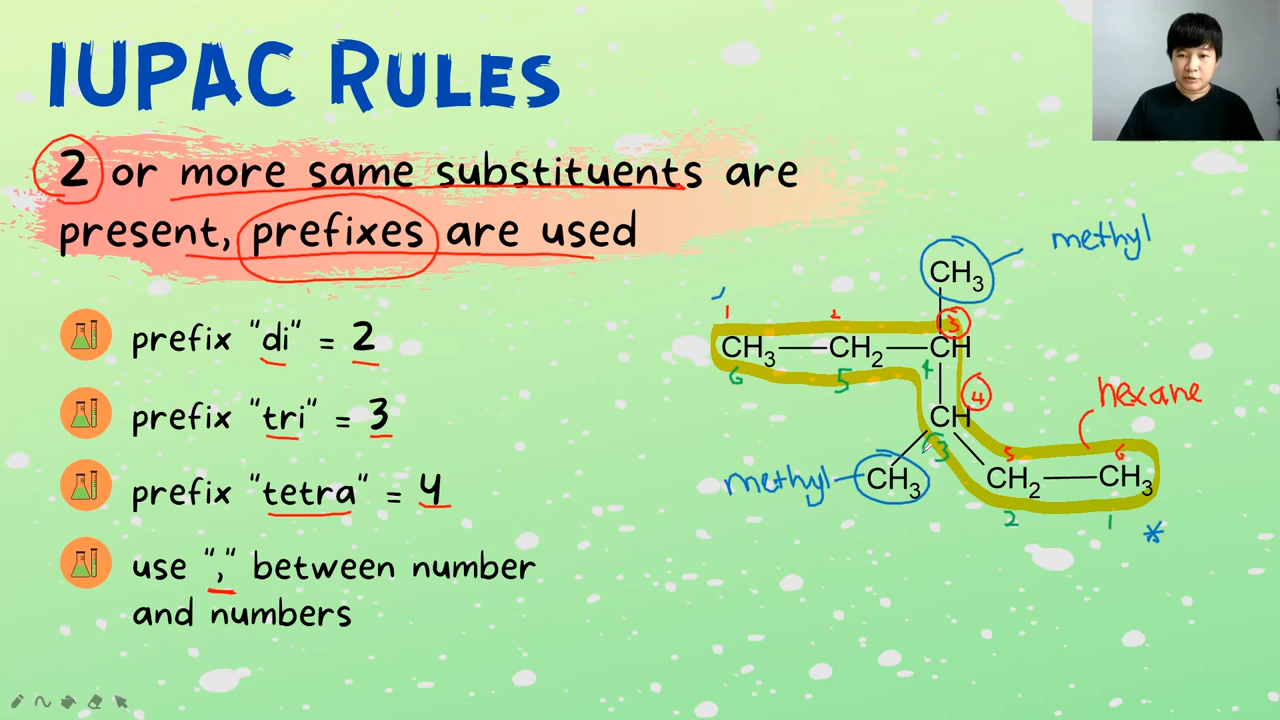 IUPAC RULES
2 or more same substituents are
present, prefixes are used
prefix "di" = 2
prefix "tri" = 3
prefix "tetra" = 4
use "," between number
and numbers
methyl
CH3
1 2 3
CH3 CH2 CH
6 5 4
4
hexane
CH
3
5 6
methyl CH3 CH2 CH3
2 1
*